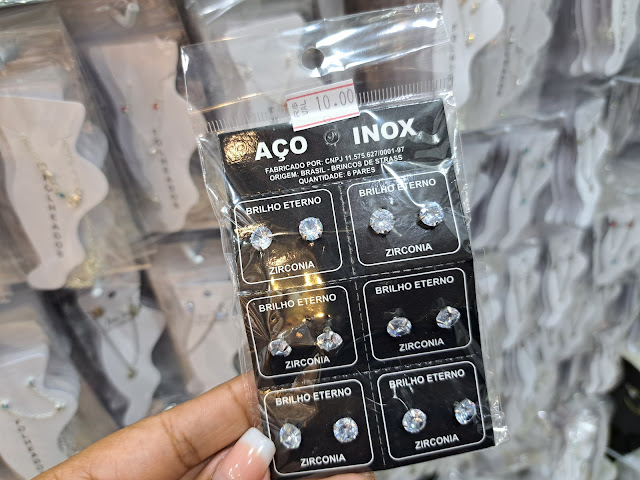 R$ 10.00
VAL
AÇO INOX
FABRICADO POR: CNPJ 11.575.627/0001-97
ORIGEM: BRASIL - BRINCOS DE STRASS
QUANTIDADE: 6 PARES
BRILHO ETERNO
ZIRCONIA
BRILHO ETERNO
ZIRCONIA
BRILHO ETERNO
ZIRCONIA
BRILHO ETERNO
ZIRCONIA
BRILHO ETERNO
ZIRCONIA
BRILHO ETERNO
ZIRCONIA